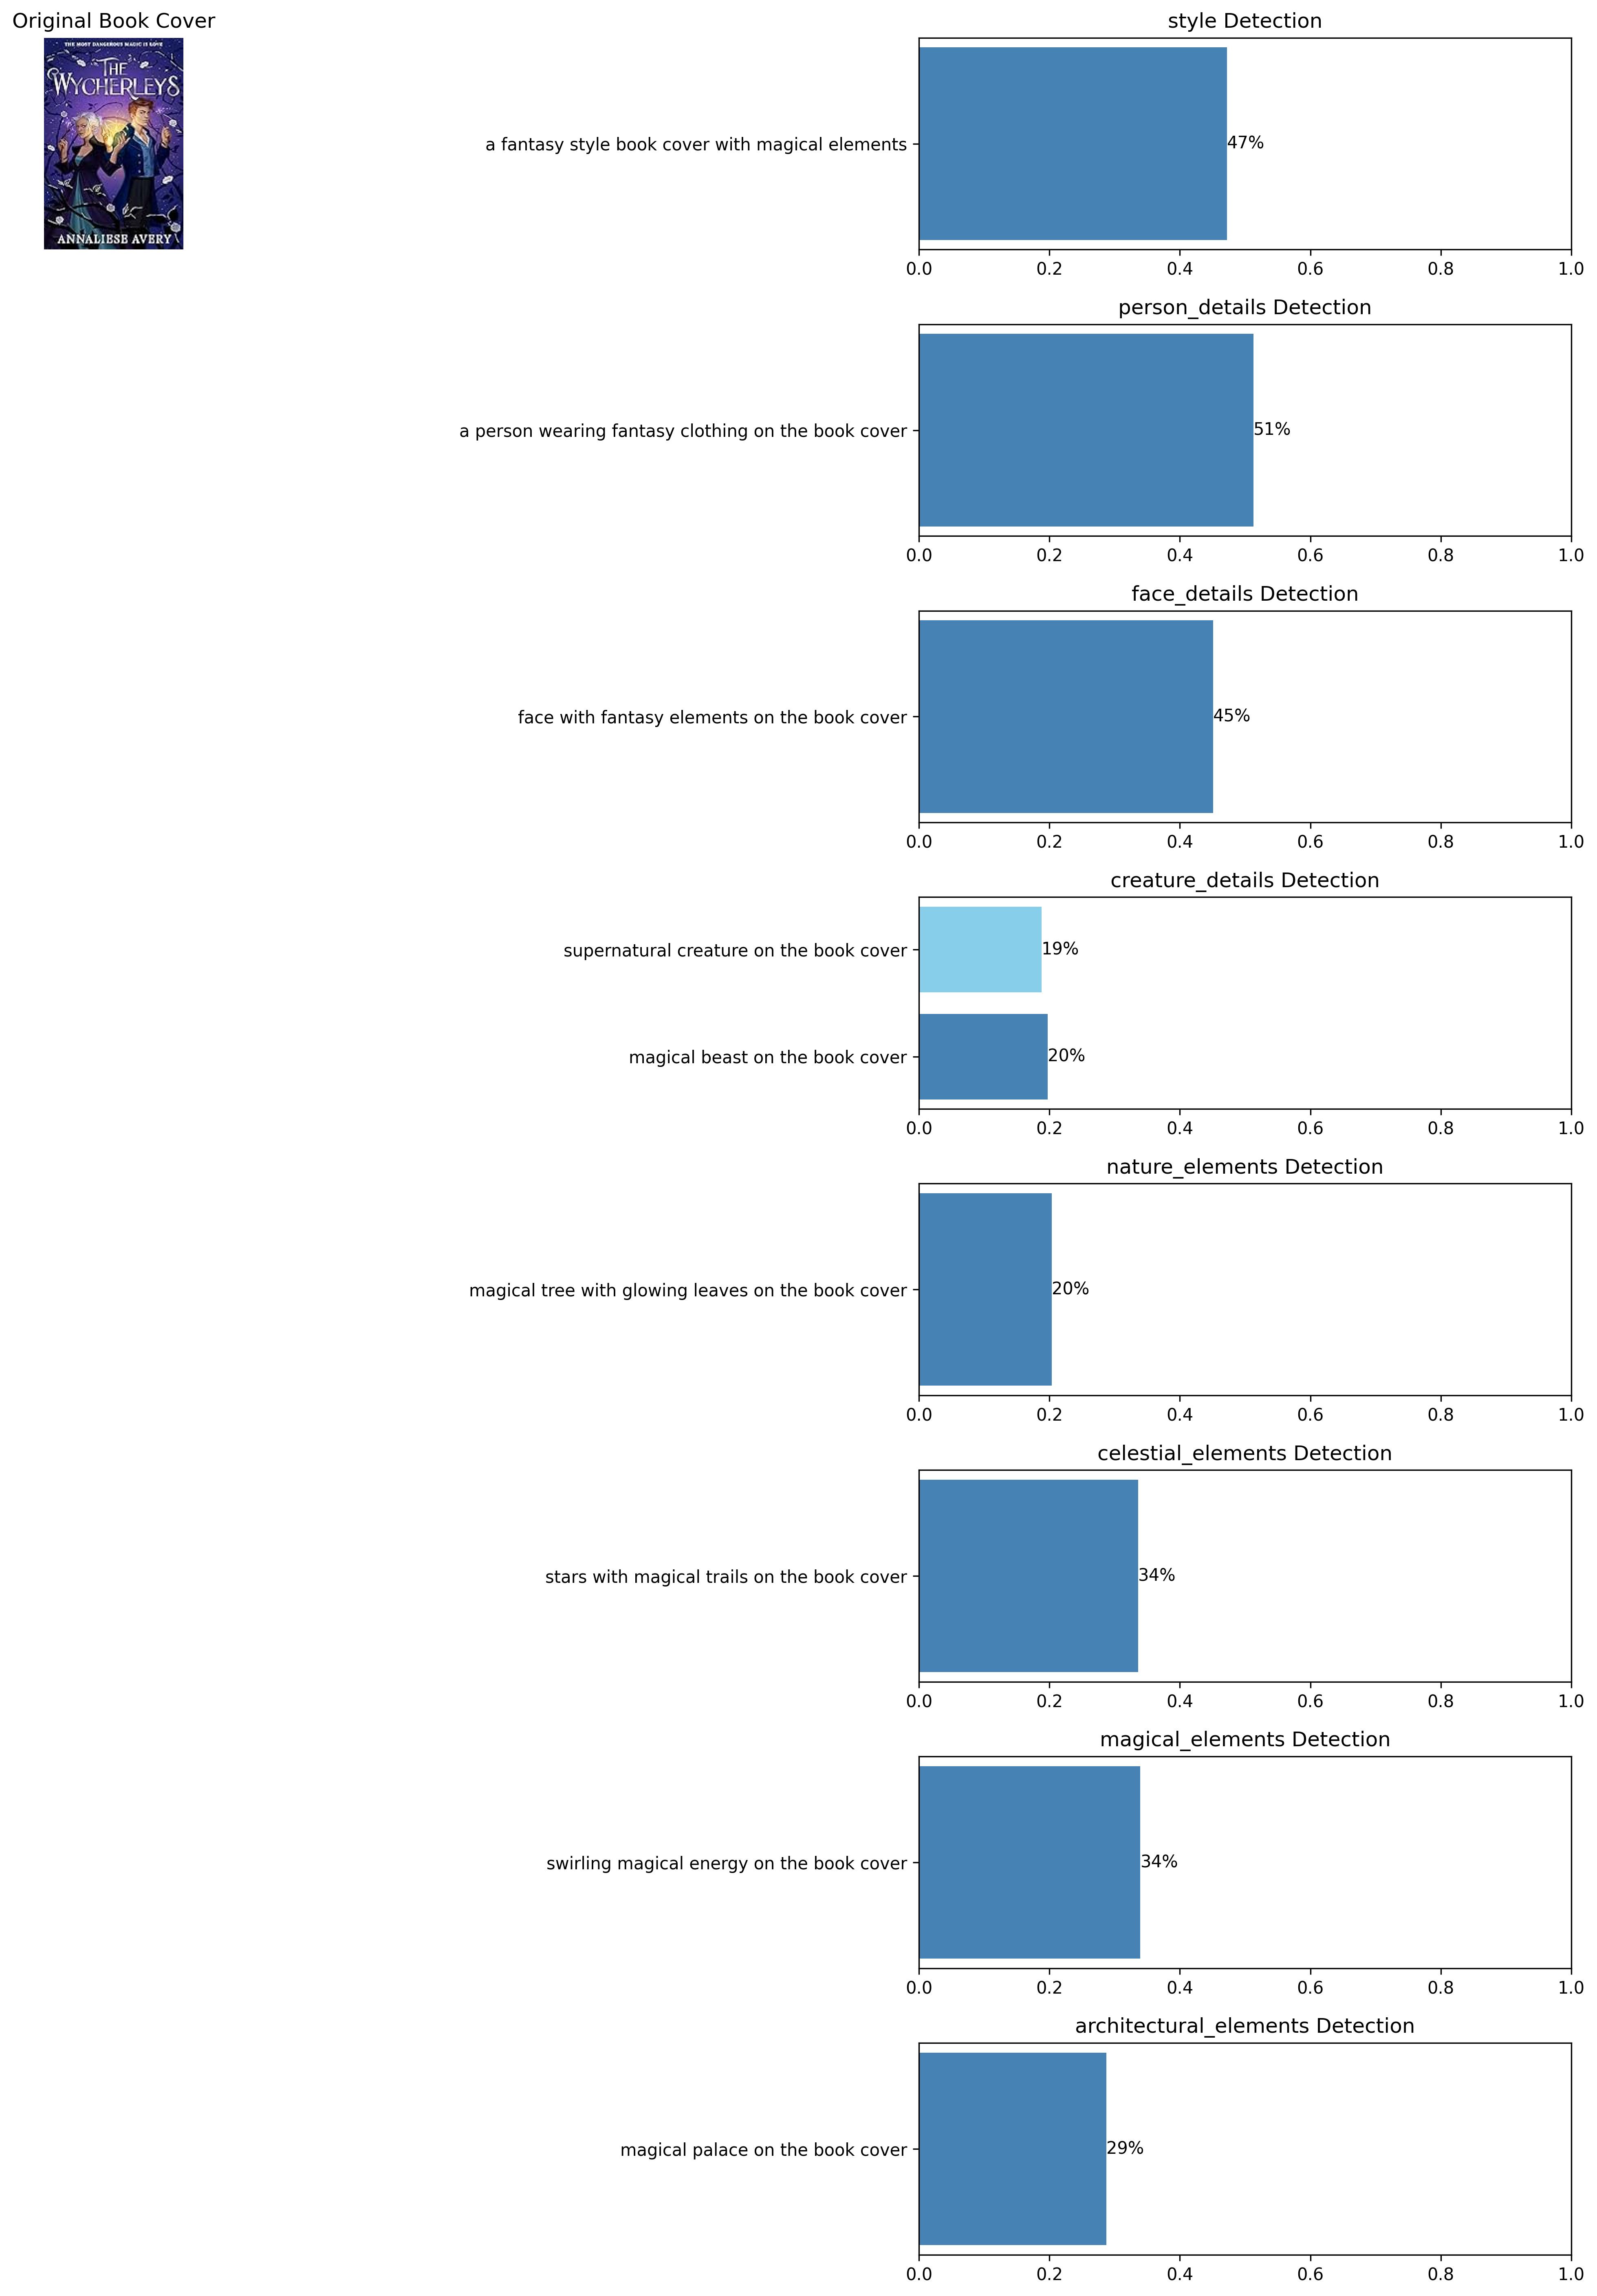 Original Book Cover
THE MOST DANGEROUS MAGIC IS LOVE
THE
WYCHERLEYS
ANNALIESE AVERY
style Detection
a fantasy style book cover with magical elements
47%
0.0 0.2 0.4 0.6 0.8 1.0
person_details Detection
a person wearing fantasy clothing on the book cover
51%
0.0 0.2 0.4 0.6 0.8 1.0
face_details Detection
face with fantasy elements on the book cover
45%
0.0 0.2 0.4 0.6 0.8 1.0
creature_details Detection
supernatural creature on the book cover
19%
magical beast on the book cover
20%
0.0 0.2 0.4 0.6 0.8 1.0
nature_elements Detection
magical tree with glowing leaves on the book cover
20%
0.0 0.2 0.4 0.6 0.8 1.0
celestial_elements Detection
stars with magical trails on the book cover
34%
0.0 0.2 0.4 0.6 0.8 1.0
magical_elements Detection
swirling magical energy on the book cover
34%
0.0 0.2 0.4 0.6 0.8 1.0
architectural_elements Detection
magical palace on the book cover
29%
0.0 0.2 0.4 0.6 0.8 1.0